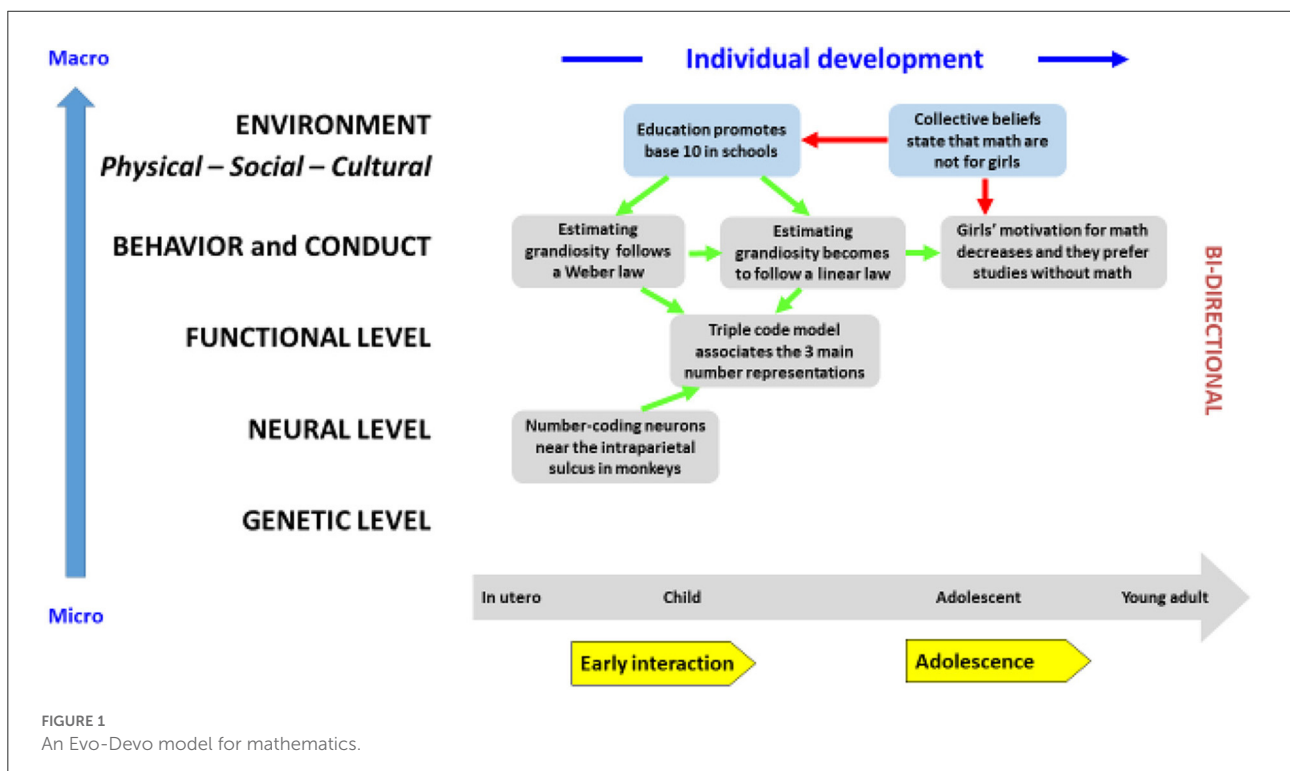 Macro
Individual development
ENVIRONMENT
Physical – Social – Cultural
Education promotes
base 10 in schools
Collective beliefs
state that math are
not for girls
BEHAVIOR and CONDUCT
Estimating
grandiosity follows
a Weber law
Estimating
grandiosity becomes
to follow a linear law
Girls' motivation for math
decreases and they prefer
studies without math
BI-DIRECTIONAL
FUNCTIONAL LEVEL
Triple code model
associates the 3 main
number representations
NEURAL LEVEL
Number-coding neurons
near the intraparietal
sulcus in monkeys
GENETIC LEVEL
Micro
In utero
Child
Adolescent
Young adult
Early interaction
Adolescence
FIGURE 1
An Evo-Devo model for mathematics.